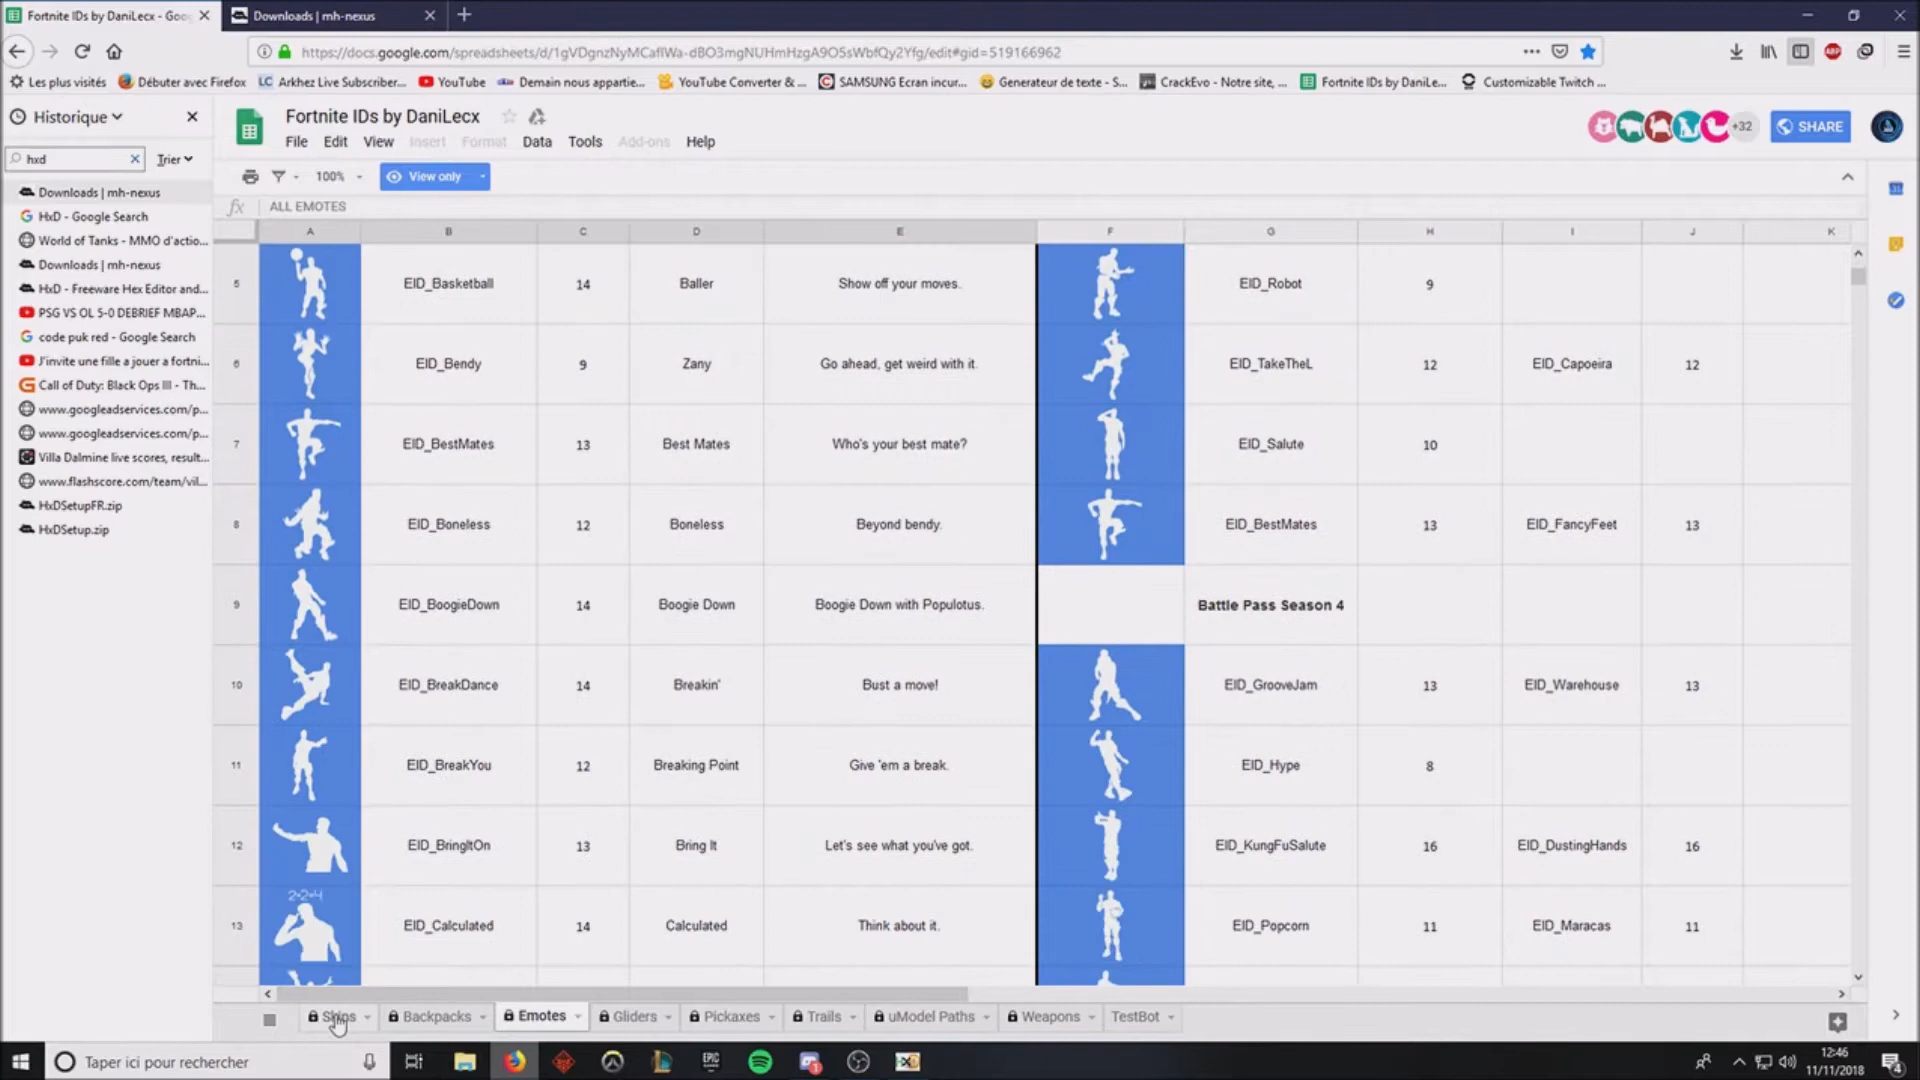 Fortnite IDs by DaniLecx - Goo
Downloads | mh-nexus
https://docs.google.com/spreadsheets/d/1gVDgnzNyMCaflWa-dBO3mgNUHmHzgA9O5sWbfQy2Yfg/edit#gid=519166962
Les plus visités
Débuter avec Firefox
LC Arkhez Live Subscriber...
YouTube
Demain nous appartie...
YouTube Converter & ...
SAMSUNG Ecran incur...
Generateur de texte - S...
CrackEvo - Notre site, ...
Fortnite IDs by DaniLe...
Customizable Twitch ...
Historique
hxd
Trier
Downloads | mh-nexus
HxD - Google Search
World of Tanks - MMO d'actio...
Downloads | mh-nexus
HxD - Freeware Hex Editor and...
PSG VS OL 5-0 DEBRIEF MBAP...
code puk red - Google Search
J'invite une fille a jouer a fortni...
Call of Duty: Black Ops III - Th...
www.googleadservices.com/p...
www.googleadservices.com/p...
Villa Dalmine live scores, result...
www.flashscore.com/team/vil...
HxDSetupFR.zip
HxDSetup.zip
Fortnite IDs by DaniLecx
File Edit View Insert Format Data Tools Add-ons Help
+32
SHARE
100%
View only
fx ALL EMOTES
A B C D E F G H I J K
5 EID_Basketball 14 Baller Show off your moves. EID_Robot 9
6 EID_Bendy 9 Zany Go ahead, get weird with it. EID_TakeTheL 12 EID_Capoeira 12
7 EID_BestMates 13 Best Mates Who's your best mate? EID_Salute 10
8 EID_Boneless 12 Boneless Beyond bendy. EID_BestMates 13 EID_FancyFeet 13
9 EID_BoogieDown 14 Boogie Down Boogie Down with Populotus. Battle Pass Season 4
10 EID_BreakDance 14 Breakin' Bust a move! EID_GrooveJam 13 EID_Warehouse 13
11 EID_BreakYou 12 Breaking Point Give 'em a break. EID_Hype 8
12 EID_BringItOn 13 Bring It Let's see what you've got. EID_KungFuSalute 16 EID_DustingHands 16
2+2=4
13 EID_Calculated 14 Calculated Think about it. EID_Popcorn 11 EID_Maracas 11
Skins
Backpacks
Emotes
Gliders
Pickaxes
Trails
uModel Paths
Weapons
TestBot
Taper ici pour rechercher
EPIC
12:46
11/11/2018
4